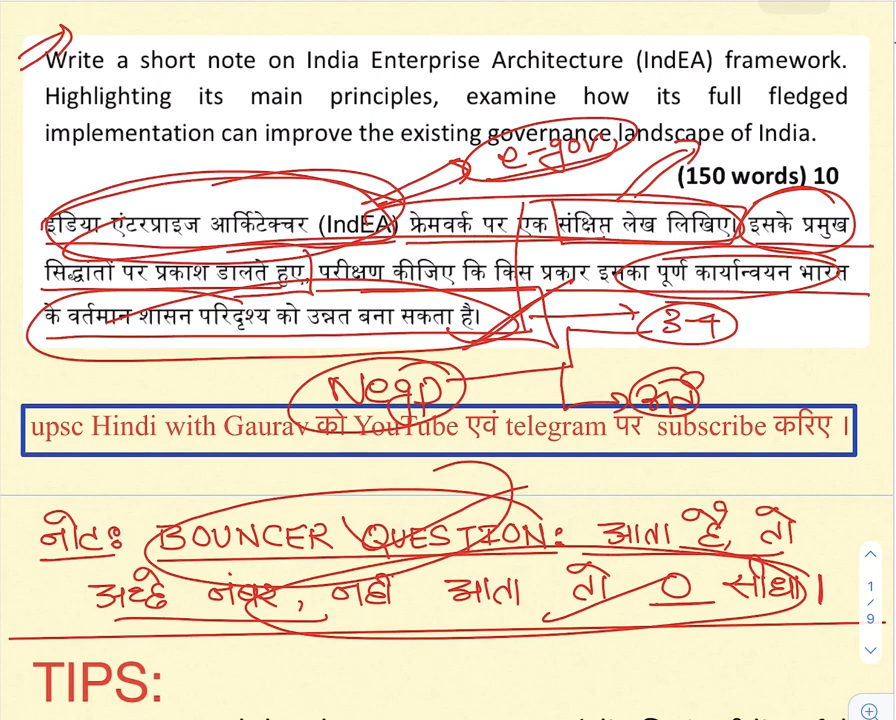 Write a short note on India Enterprise Architecture (IndEA) framework.
Highlighting its main principles, examine how its full fledged
implementation can improve the existing governance landscape of India.
e-gov
(150 words) 10
इंडिया एंटरप्राइज आर्किटेक्चर (IndEA) फ्रेमवर्क पर एक संक्षिप्त लेख लिखिए। इसके प्रमुख
सिद्धांतों पर प्रकाश डालते हुए, परीक्षण कीजिए कि किस प्रकार इसका पूर्ण कार्यान्वयन भारत
के वर्तमान शासन परिदृश्य को उन्नत बना सकता है।
3-4
Negp
upsc Hindi with Gaurav को YouTube एवं telegram पर subscribe करिए ।
नोटः BOUNCER QUESTION: आता है, तो
अच्छे नंबर, नहीं आता तो 0 सीधा।
1
/
9
TIPS: